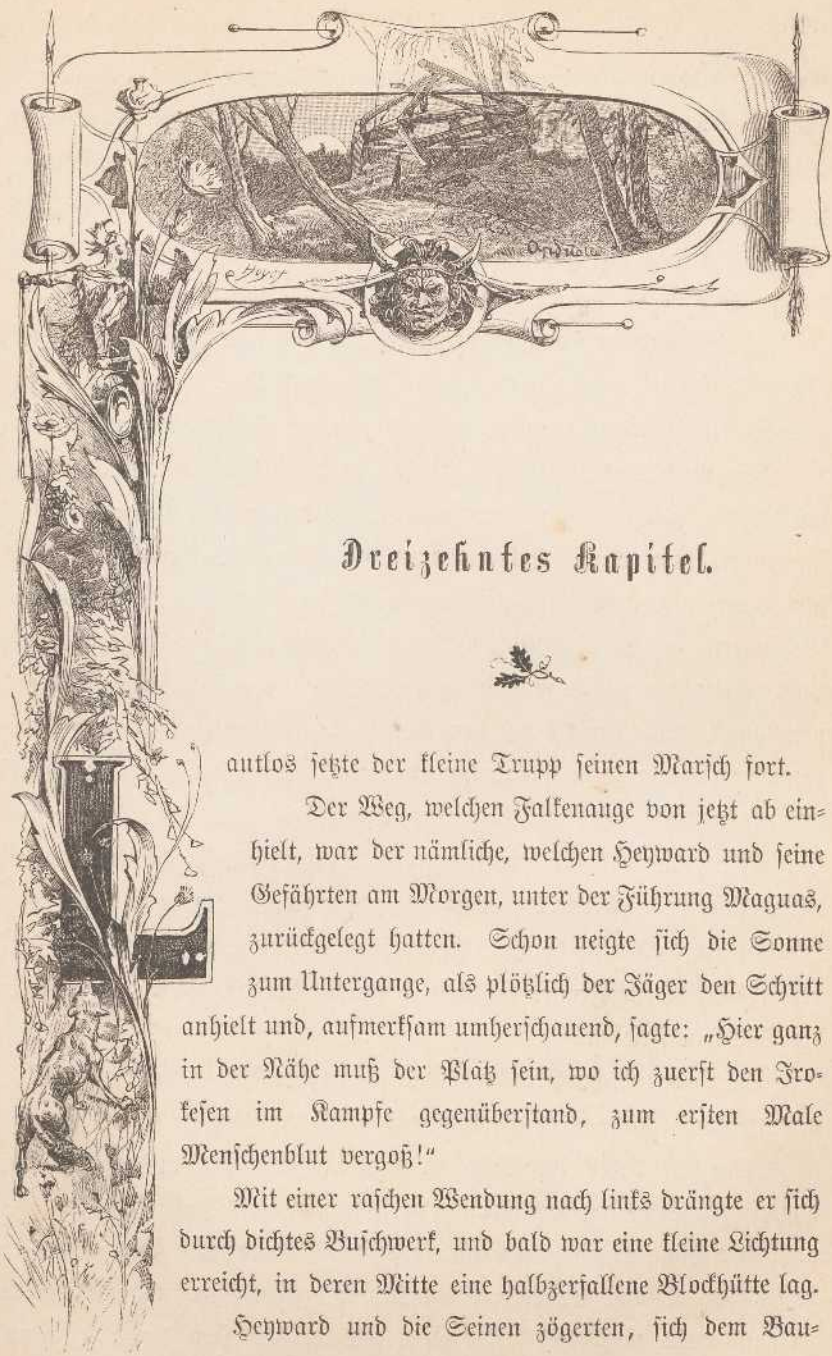 Andriolli
Dreizehntes Kapitel.
Lautlos setzte der kleine Trupp seinen Marsch fort.
Der Weg, welchen Falkenauge von jetzt ab ein⸗
hielt, war der nämliche, welchen Heyward und seine
Gefährten am Morgen, unter der Führung Maguas,
zurückgelegt hatten. Schon neigte sich die Sonne
zum Untergange, als plötzlich der Jäger den Schritt
anhielt und, aufmerksam umherschauend, sagte: „Hier ganz
in der Nähe muß der Platz sein, wo ich zuerst den Iro⸗
kesen im Kampfe gegenüberstand, zum ersten Male
Menschenblut vergoß!“
Mit einer raschen Wendung nach links drängte er sich
durch dichtes Buschwerk, und bald war eine kleine Lichtung
erreicht, in deren Mitte eine halbzerfallene Blockhütte lag.
Heyward und die Seinen zögerten, sich dem Bau⸗